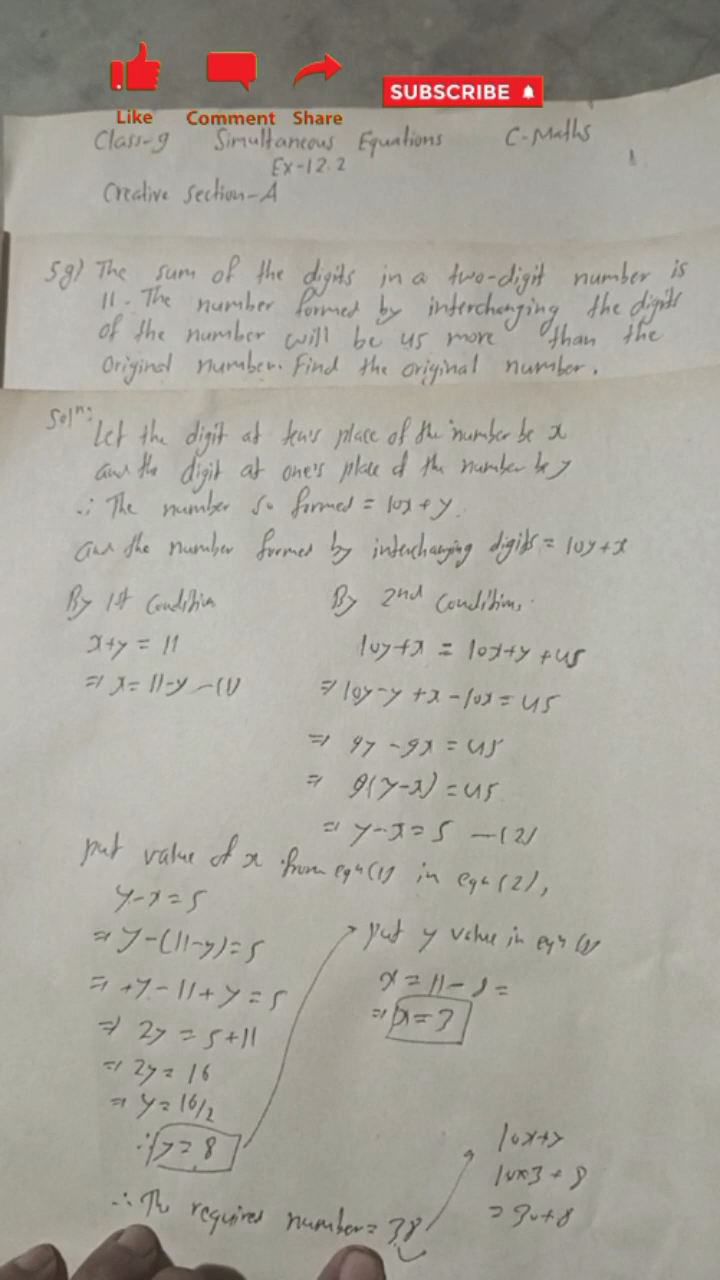 Like Comment Share
SUBSCRIBE
Class-9 Simultaneous Equations C-Maths
Ex-12.2
Creative Section-A
5g) The sum of the digits in a two-digit number is
11. The number formed by interchanging the digits
of the number will be 45 more than the
Original number. Find the original number.
Solⁿ:
Let the digit at ten's place of the number be x
and the digit at one's place of the number be y
∴ The number so formed = 10x+y.
and the number formed by interchanging digits = 10y+x
By 1st Condition
By 2nd Condition,
x+y = 11
10y+x = 10x+y+45
⇒ x = 11-y -(1)
⇒ 10y-y+x-10x = 45
⇒ 9y-9x = 45
⇒ 9(y-x) = 45
⇒ y-x = 5 -(2)
put value of x from eqⁿ(1) in eqⁿ(2),
y-x = 5
⇒ y-(11-y) = 5
⇒ +y-11+y = 5
⇒ 2y = 5+11
⇒ 2y = 16
⇒ y = 16/2
∴ y = 8
put y value in eqⁿ (1)
x = 11-8 =
⇒ x = 3
∴ The required number = 38
10x+y
10×3+8
= 30+8